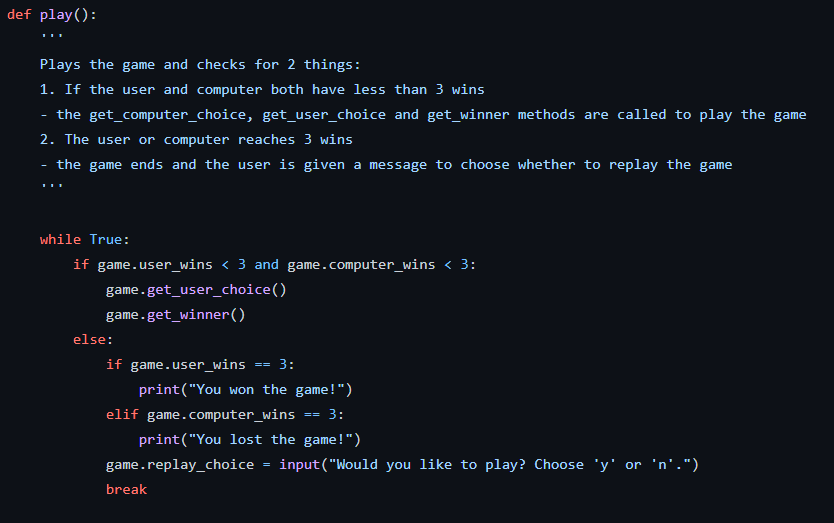 def play():
    '''
    Plays the game and checks for 2 things:
    1. If the user and computer both have less than 3 wins
    - the get_computer_choice, get_user_choice and get_winner methods are called to play the game
    2. The user or computer reaches 3 wins
    - the game ends and the user is given a message to choose whether to replay the game
    '''
    while True:
        if game.user_wins < 3 and game.computer_wins < 3:
            game.get_user_choice()
            game.get_winner()
        else:
            if game.user_wins == 3:
                print("You won the game!")
            elif game.computer_wins == 3:
                print("You lost the game!")
            game.replay_choice = input("Would you like to play? Choose 'y' or 'n'.")
            break